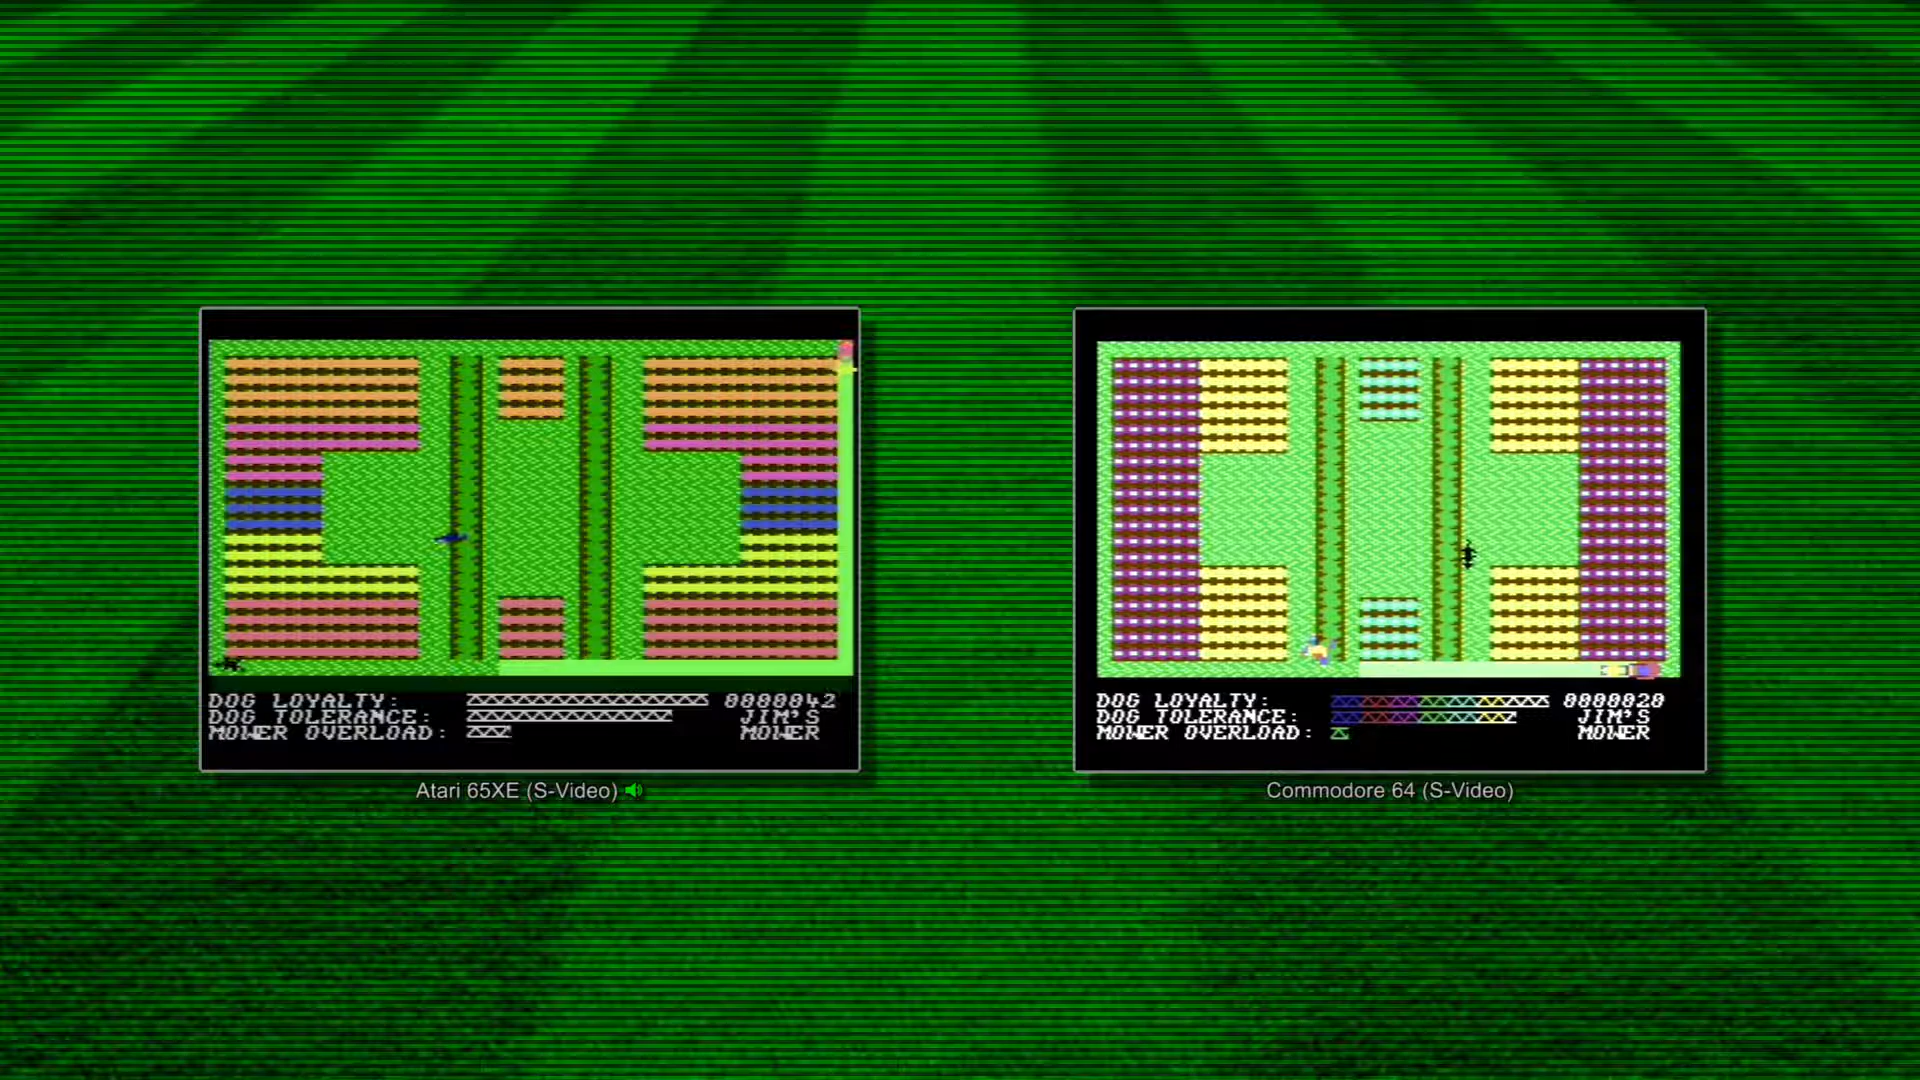 DOG LOYALTY: 0000042
DOG TOLERANCE: JIM'S
MOWER OVERLOAD: MOWER
Atari 65XE (S-Video)
DOG LOYALTY: 0000020
DOG TOLERANCE: JIM'S
MOWER OVERLOAD: MOWER
Commodore 64 (S-Video)